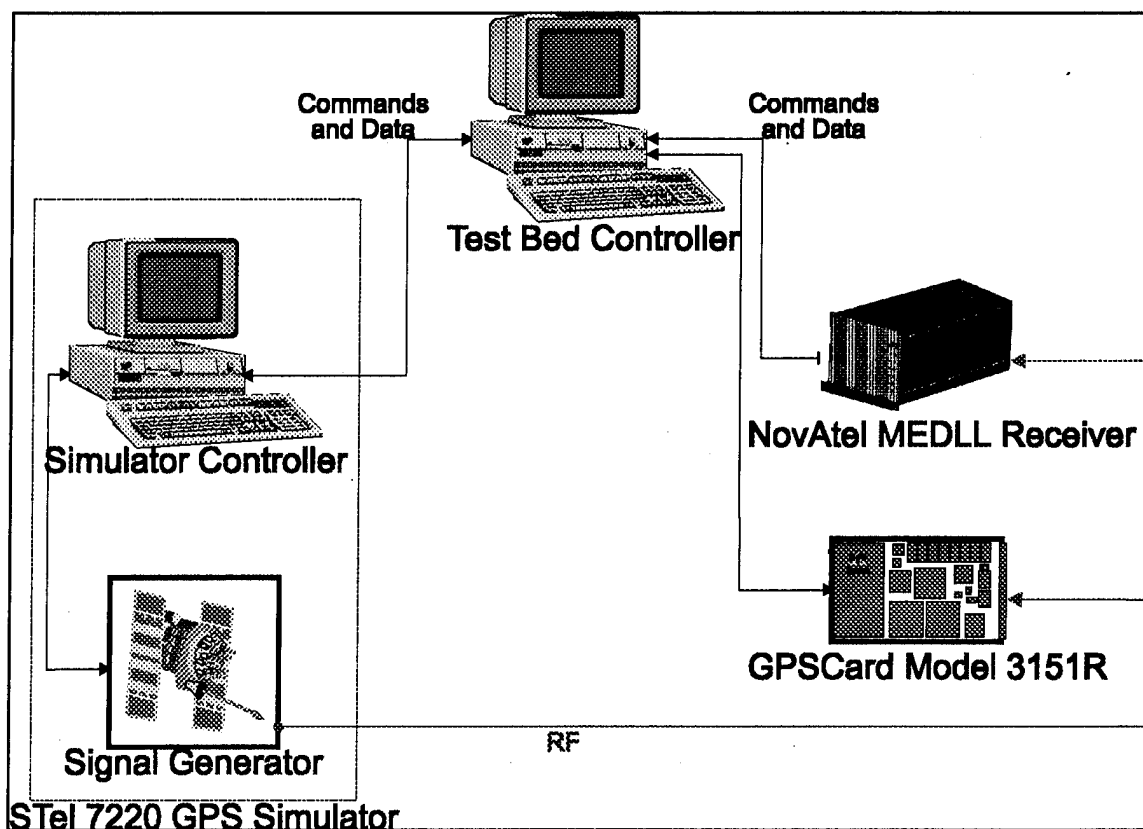 Commands
and Data
Commands
and Data
Test Bed Controller
Simulator Controller
NovAtel MEDLL Receiver
GPSCard Model 3151R
RF
Signal Generator
STel 7220 GPS Simulator